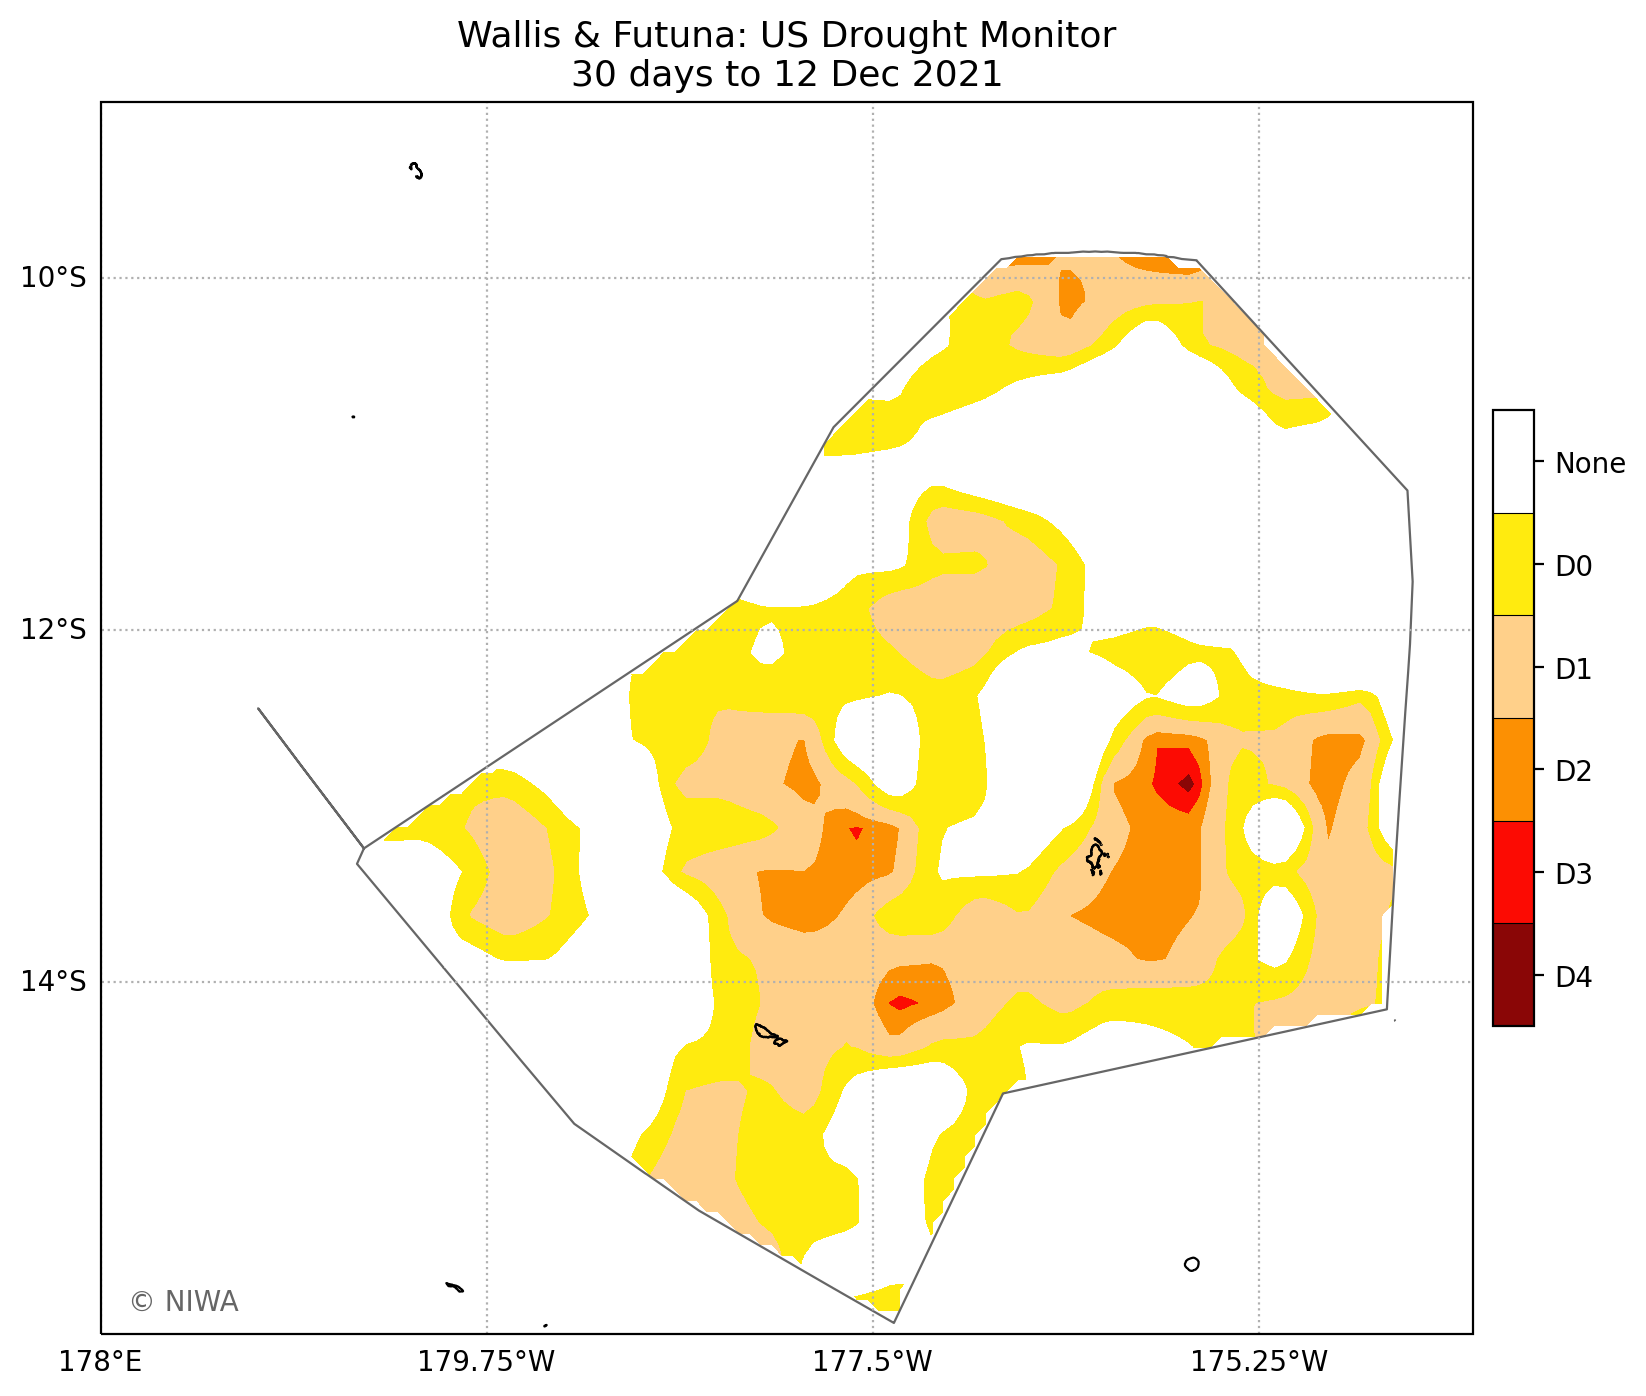 Wallis & Futuna: US Drought Monitor
30 days to 12 Dec 2021
10°S
12°S
14°S
178°E
179.75°W
177.5°W
175.25°W
None
D0
D1
D2
D3
D4
© NIWA